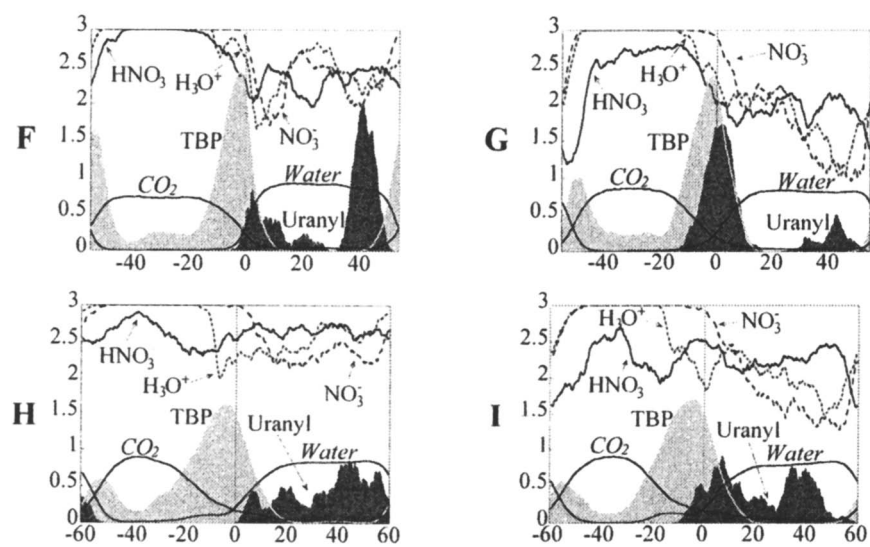 F
3
2.5
2
1.5
1
0.5
0
HNO₃
H₃O⁺
TBP
NO₃⁻
CO₂
Water
Uranyl
-40 -20 0 20 40
G
3
2.5
2
1.5
1
0.5
0
H₃O⁺
NO₃⁻
HNO₃
TBP
CO₂
Water
Uranyl
-40 -20 0 20 40
H
3
2.5
2
1.5
1
0.5
0
HNO₃
H₃O⁺
NO₃⁻
TBP
Uranyl
CO₂
Water
-60 -40 -20 0 20 40 60
I
3
2.5
2
1.5
1
0.5
0
H₃O⁺
NO₃⁻
HNO₃
TBP
Uranyl
CO₂
Water
-60 -40 -20 0 20 40 60